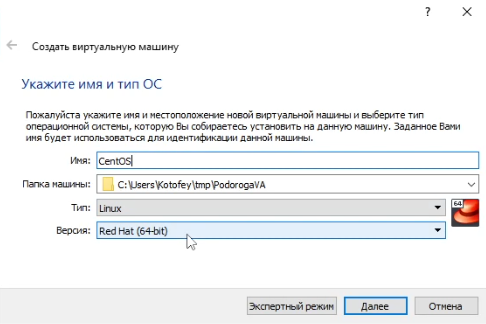 ?
Создать виртуальную машину
Укажите имя и тип ОС
Пожалуйста укажите имя и местоположение новой виртуальной машины и выберите тип
операционной системы, которую Вы собираетесь установить на данную машину. Заданное Вами
имя будет использоваться для идентификации данной машины.
Имя: CentOS
Папка машины: C:\Users\Kotofey\tmp\PodorogaVA
Тип: Linux
64
Версия: Red Hat (64-bit)
Экспертный режим Далее Отмена